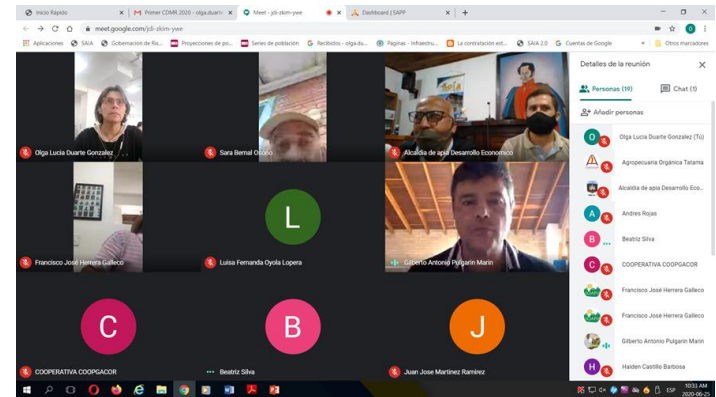 Inicio Rápido
Primer CDMR 2020 - olga.duart
Meet - jdi-zkim-ywe
Dashboard | SAPP
meet.google.com/jdi-zkim-ywe
Aplicaciones
SAIA
Gobernacion de Ris...
Proyecciones de po...
Series de población
Recibidos - olga.du...
Paginas - Infraestru...
La contratación est...
SAIA 2.0
Cuentas de Google
Otros marcadores
Olga Lucia Duarte Gonzalez
Sara Bernal Osorio
Alcaldia de apia Desarrollo Economico
Francisco José Herrera Galleco
L
Luisa Fernanda Oyola Lopera
Gilberto Antonio Pulgarin Marin
C
COOPERATIVA COOPGACOR
B
Beatriz Silva
J
Juan Jose Martinez Ramirez
Detalles de la reunión
Personas (19)
Chat (1)
Añadir personas
O
Olga Lucia Duarte Gonzalez (Tú)
Agropecuaria Orgánica Tatama
Alcaldia de apia Desarrollo Eco...
A
Andres Rojas
B
Beatriz Silva
C
COOPERATIVA COOPGACOR
Francisco José Herrera Galleco
Francisco José Herrera Galleco
Gilberto Antonio Pulgarin Marin
H
Haiden Castillo Barbosa
ESP
10:33 AM
2020-06-25